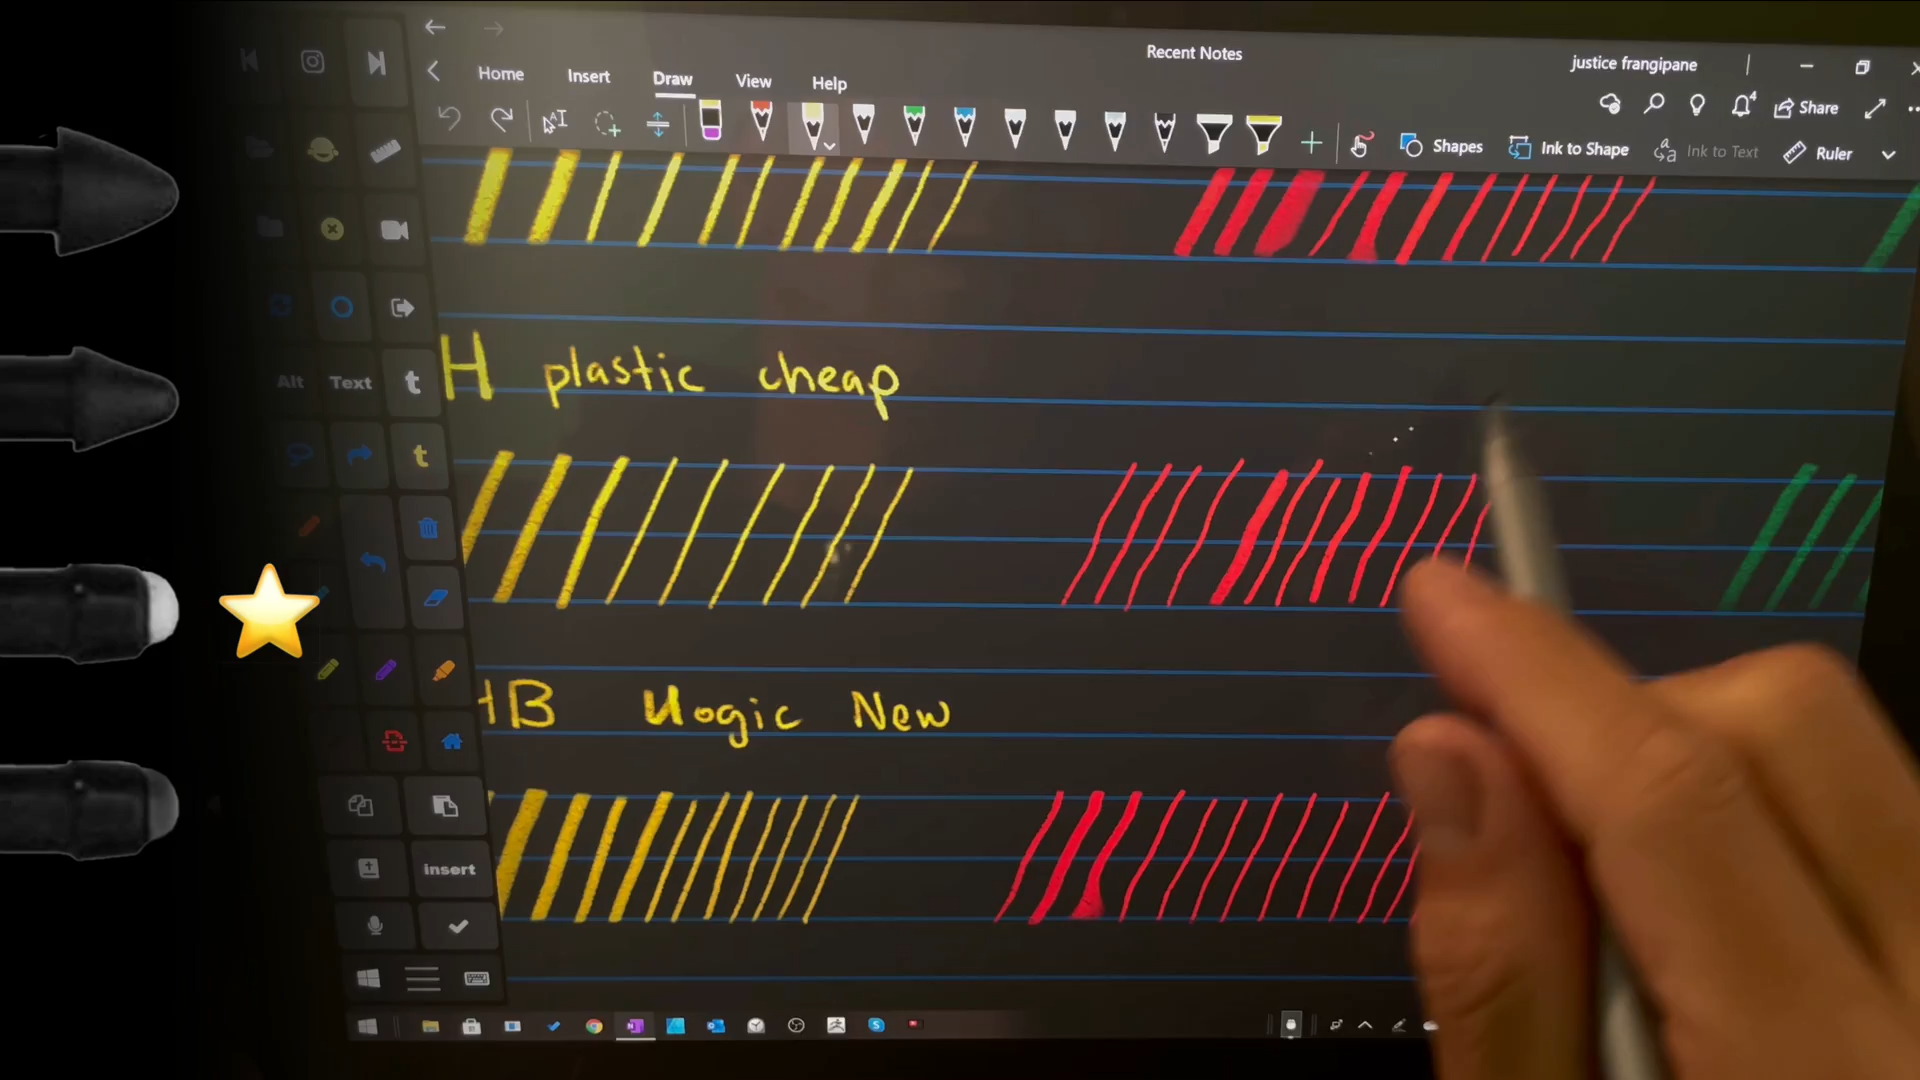 Recent Notes
justice frangipane
Home Insert Draw View Help
Share
Shapes Ink to Shape Ink to Text Ruler
H plastic cheap
Alt Text t
t
HB Uogic New
insert